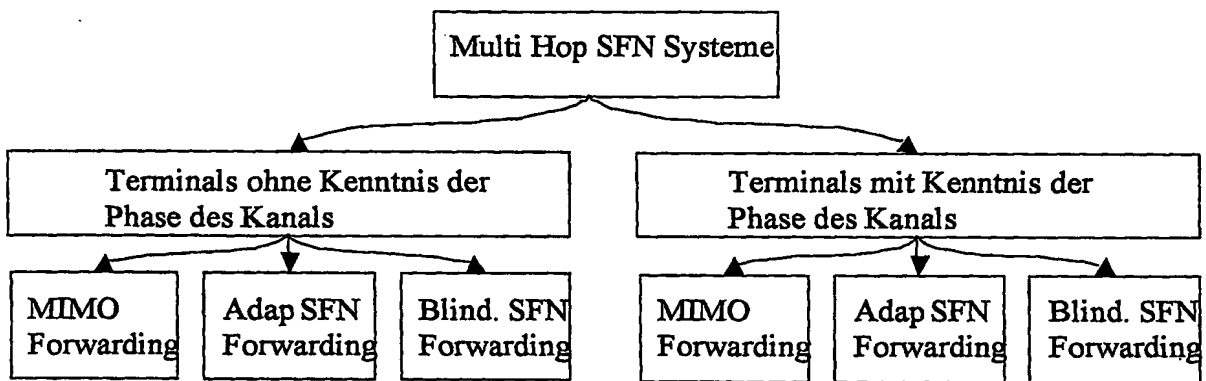 Multi Hop SFN Systeme
Terminals ohne Kenntnis der
Phase des Kanals
Terminals mit Kenntnis der
Phase des Kanals
MIMO
Forwarding
Adap SFN
Forwarding
Blind. SFN
Forwarding
MIMO
Forwarding
Adap SFN
Forwarding
Blind. SFN
Forwarding